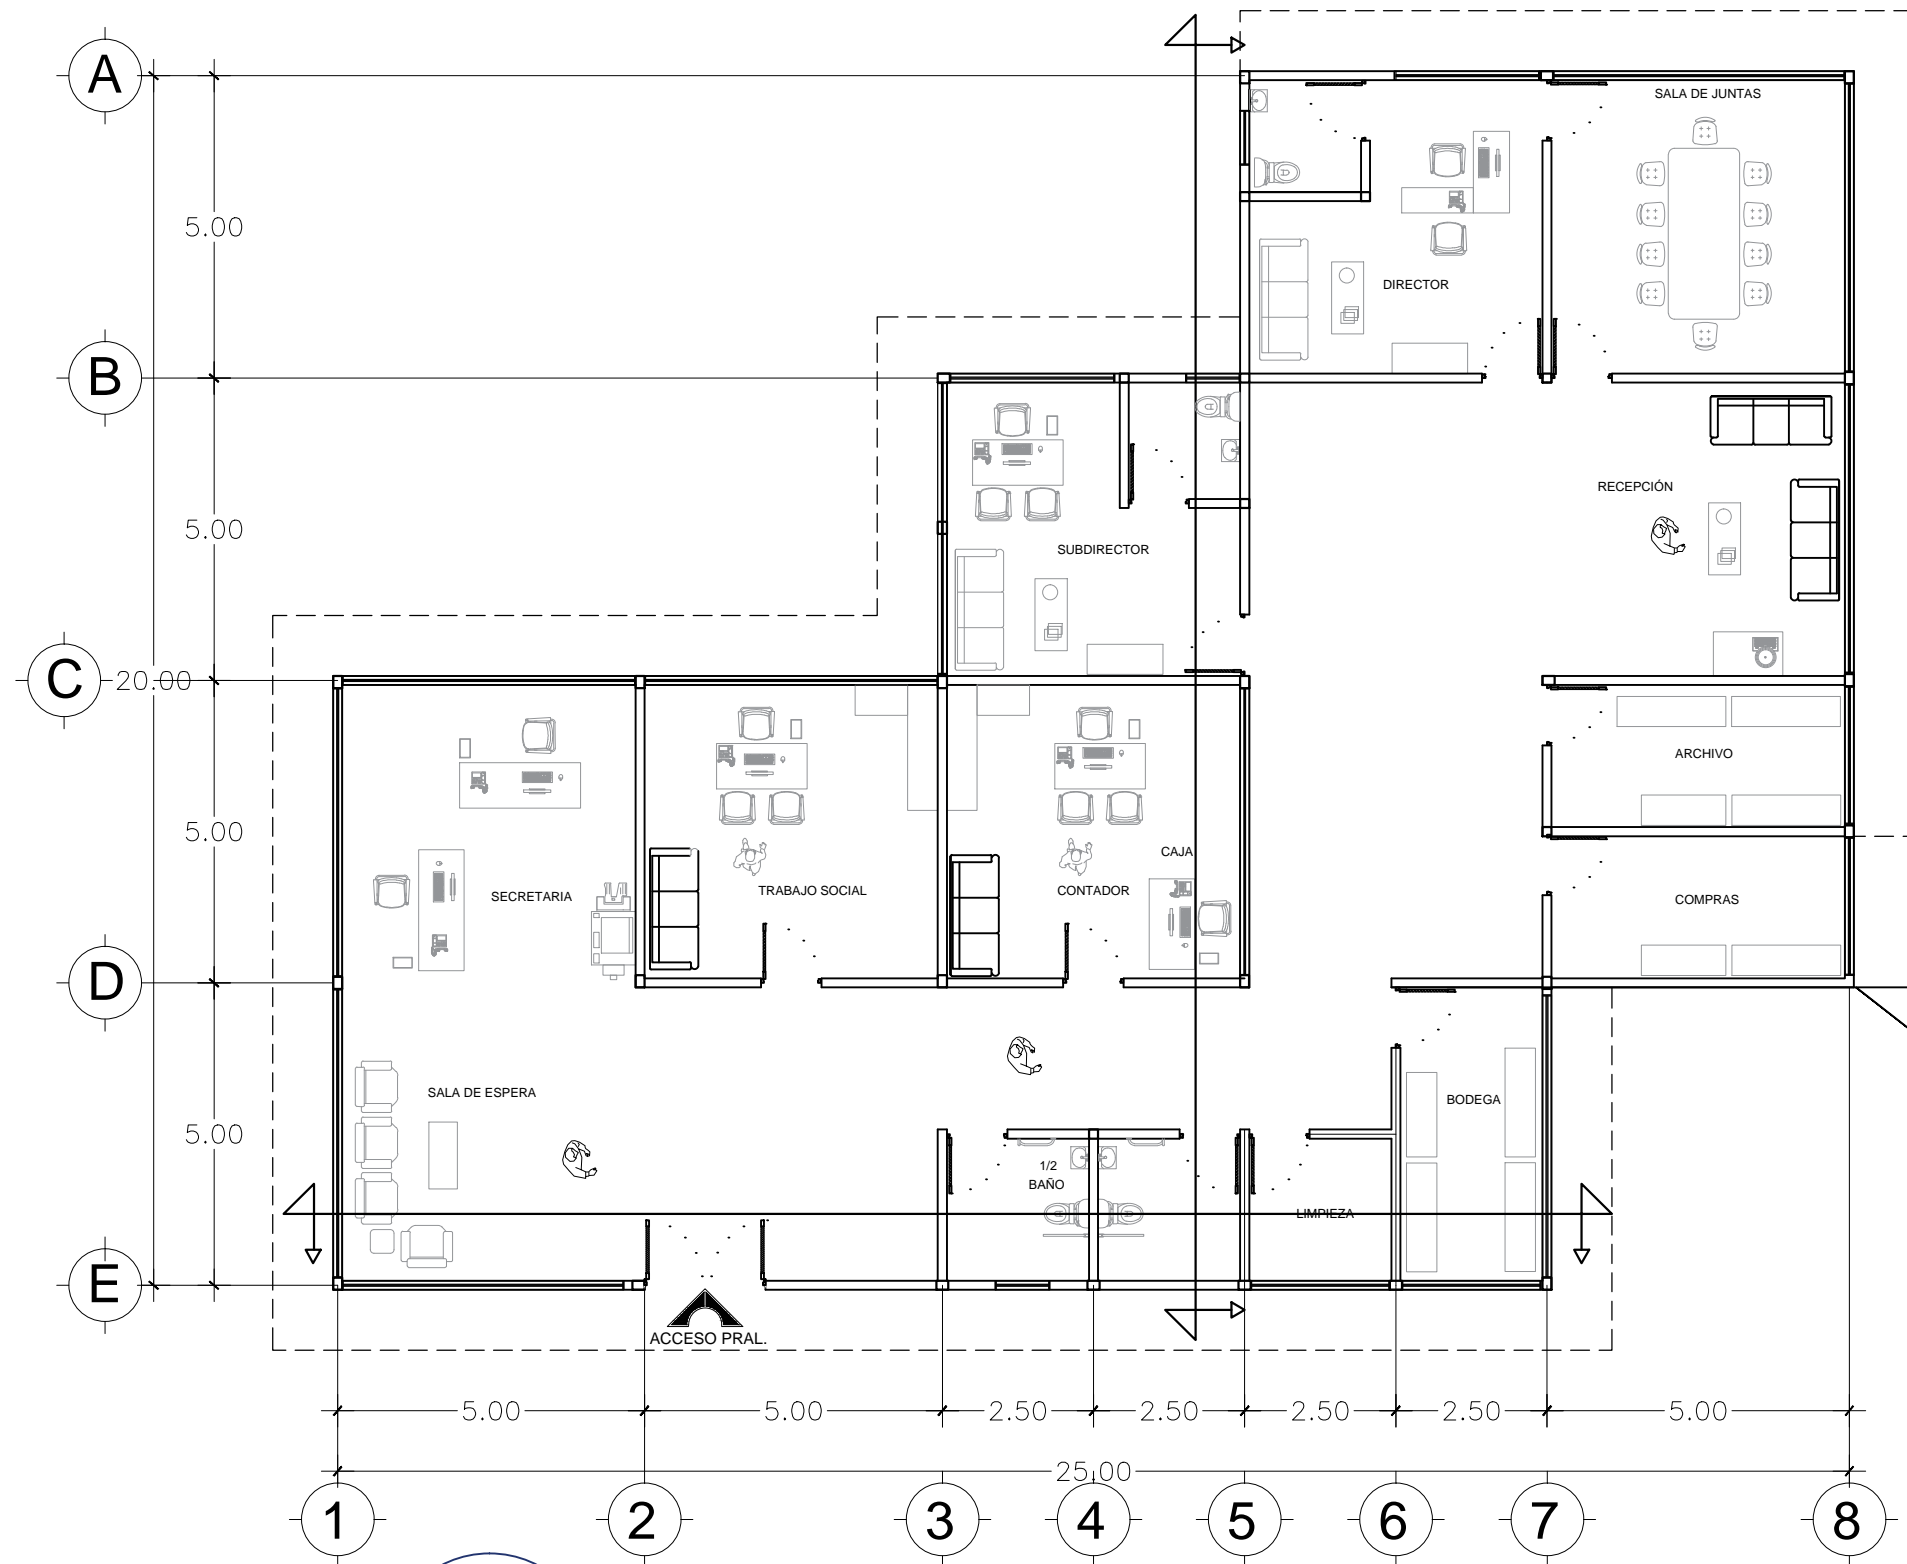 A
SALA DE JUNTAS
5.00
DIRECTOR
B
RECEPCIÓN
5.00
SUBDIRECTOR
C
20.00
ARCHIVO
5.00
CAJA
SECRETARIA
TRABAJO SOCIAL
CONTADOR
COMPRAS
D
SALA DE ESPERA
BODEGA
5.00
1/2
BAÑO
LIMPIEZA
E
ACCESO PRAL.
5.00
5.00
2.50
2.50
2.50
2.50
5.00
25.00
1
2
3
4
5
6
7
8